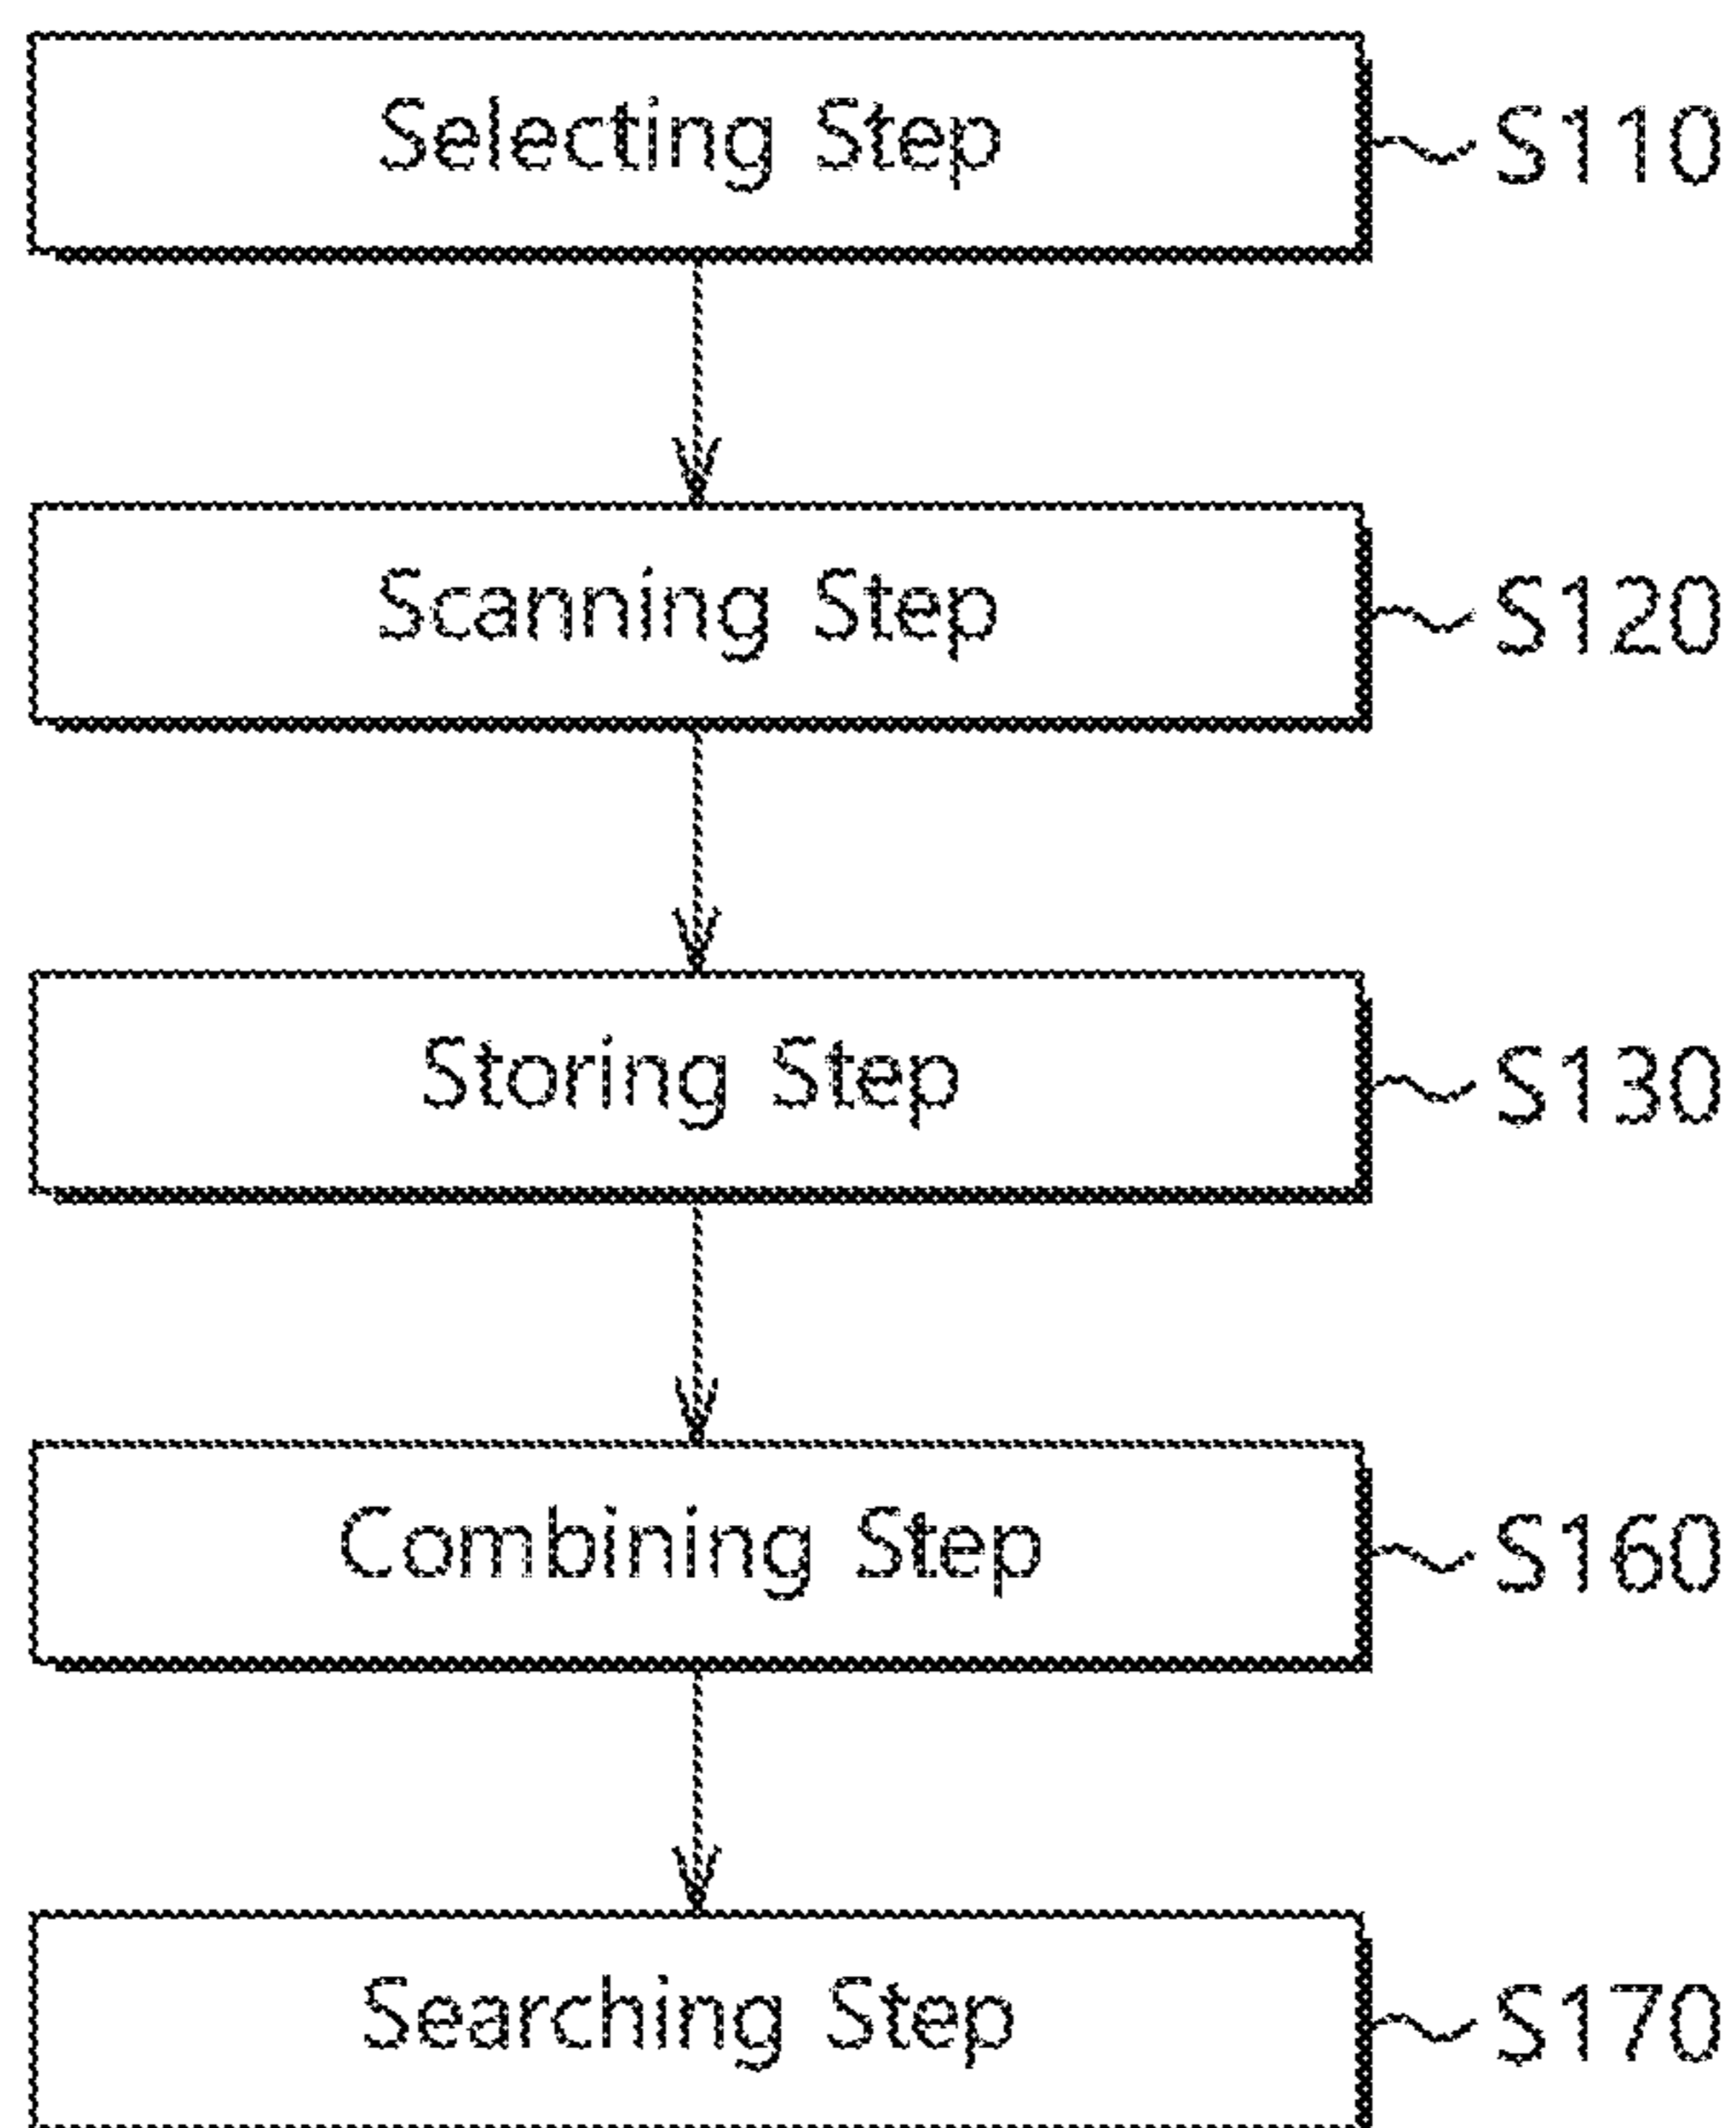 Selecting Step S110
Scanning Step S120
Storing Step S130
Combining Step S160
Searching Step S170